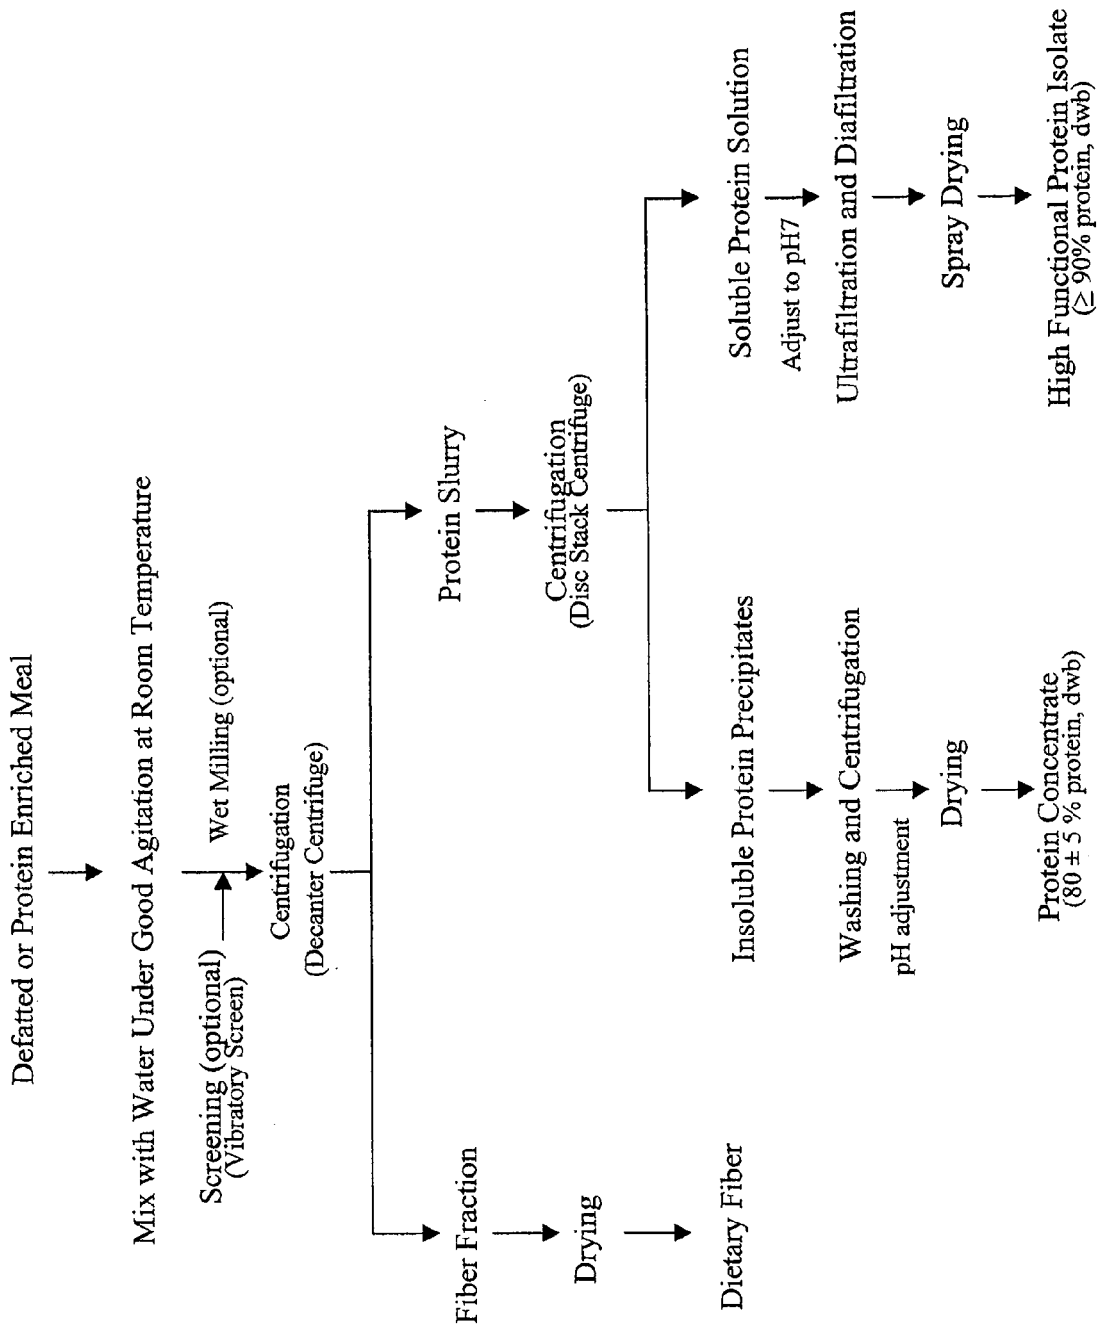 Defatted or Protein Enriched Meal
Mix with Water Under Good Agitation at Room Temperature
Screening (optional)
(Vibratory Screen)
Wet Milling (optional)
Centrifugation
(Decanter Centrifuge)
Fiber Fraction
Drying
Dietary Fiber
Protein Slurry
Centrifugation
(Disc Stack Centrifuge)
Insoluble Protein Precipitates
Washing and Centrifugation
pH adjustment
Drying
Protein Concentrate
(80 ± 5 % protein, dwb)
Soluble Protein Solution
Adjust to pH7
Ultrafiltration and Diafiltration
Spray Drying
High Functional Protein Isolate
(≥ 90% protein, dwb)